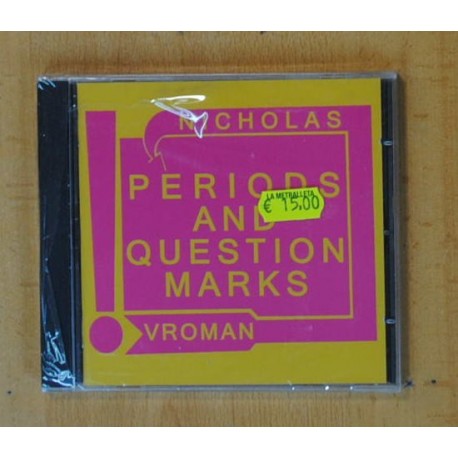 NICHOLAS
PERIODS
AND
QUESTION
MARKS
VROMAN
LA METRALLETA
€ 15,00